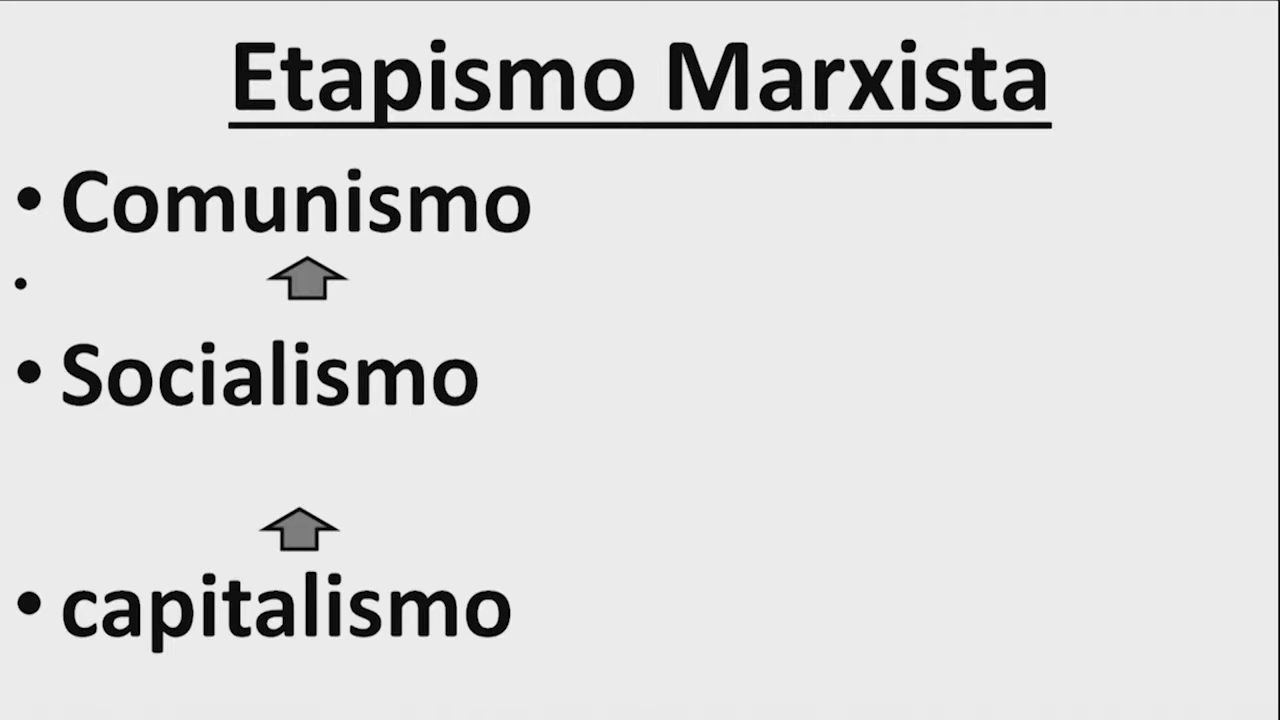 Etapismo Marxista
• Comunismo
•
• Socialismo
• capitalismo